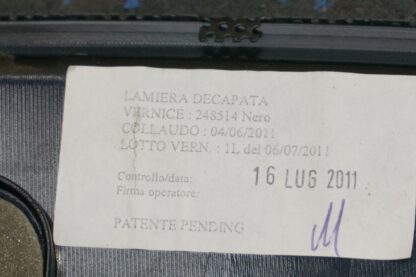 LAMIERA DECAPATA
VERNICE : 248514 Nero
COLLAUDO : 04/06/2011
LOTTO VERN. : 1L del 06/07/2011
Controllo/data: 16 LUG 2011
Firma operatore:
PATENTE PENDING